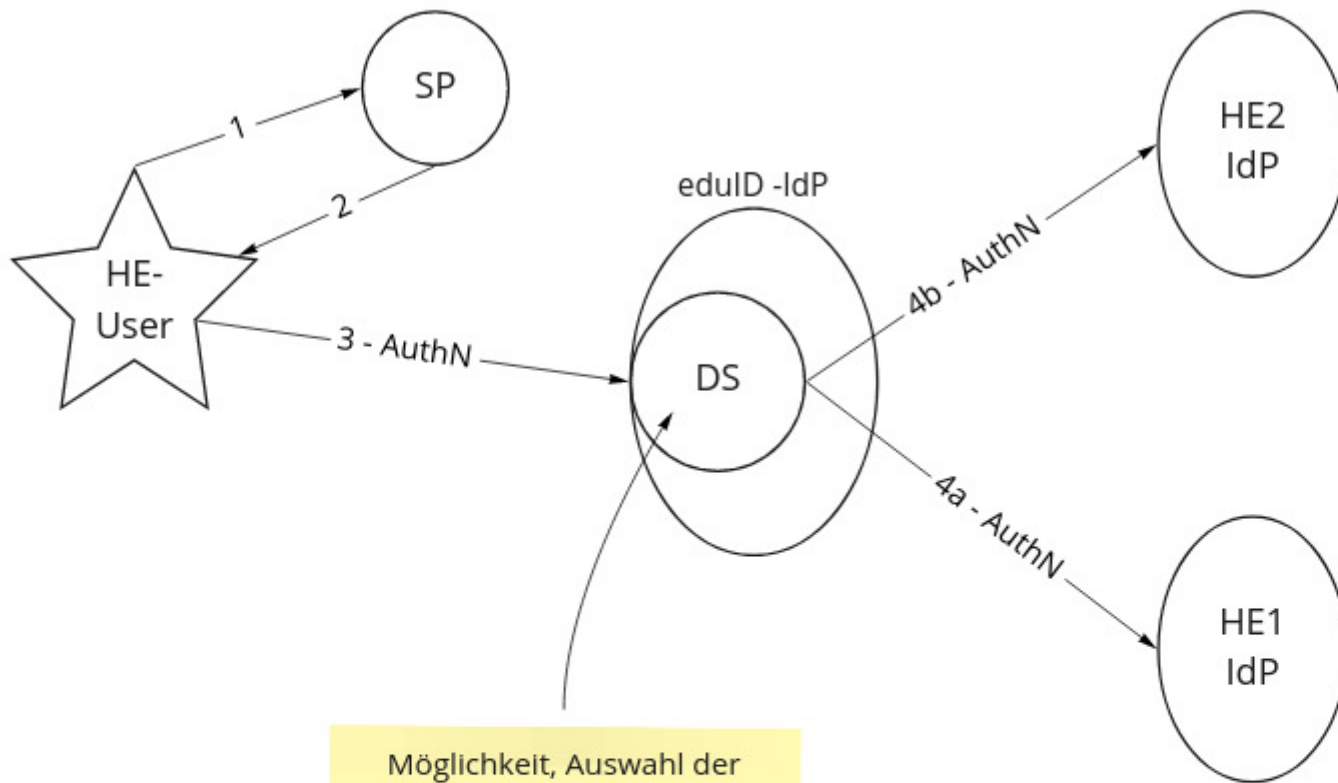 SP
1
2
HE-
User
eduID -IdP
3 - AuthN
DS
4b - AuthN
4a - AuthN
HE2
IdP
HE1
IdP
Möglichkeit, Auswahl der